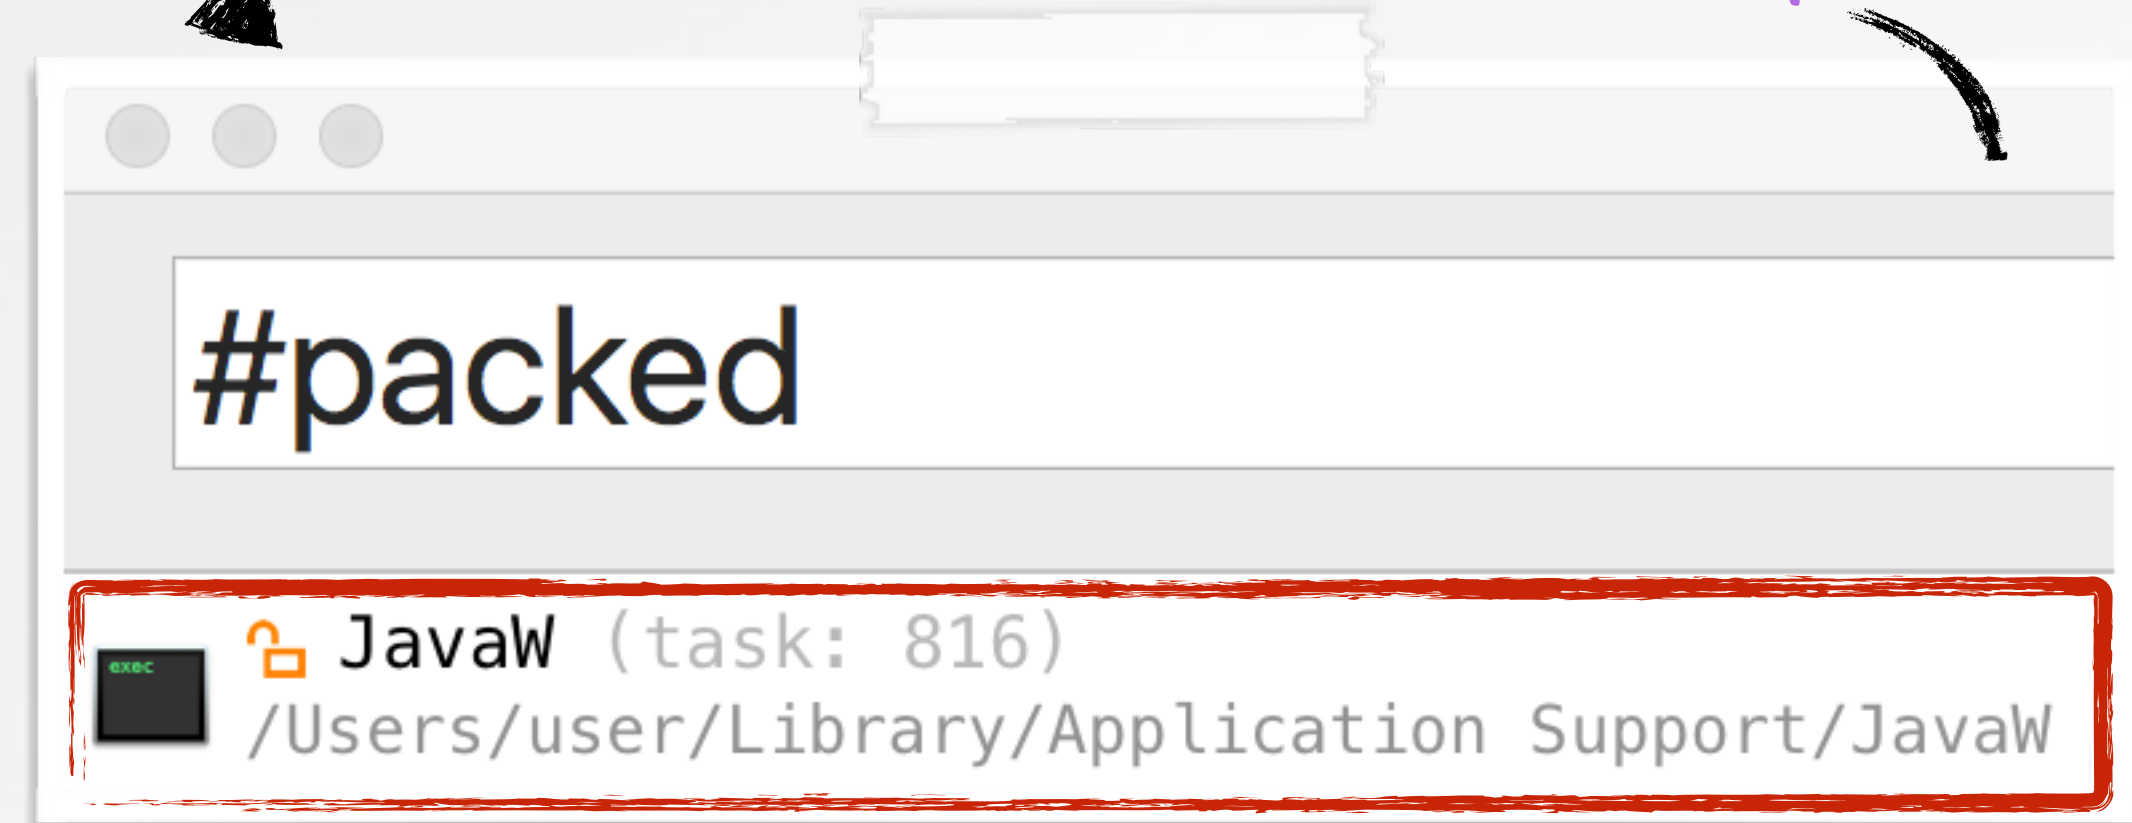 #packed
exec
JavaW (task: 816)
/Users/user/Library/Application Support/JavaW